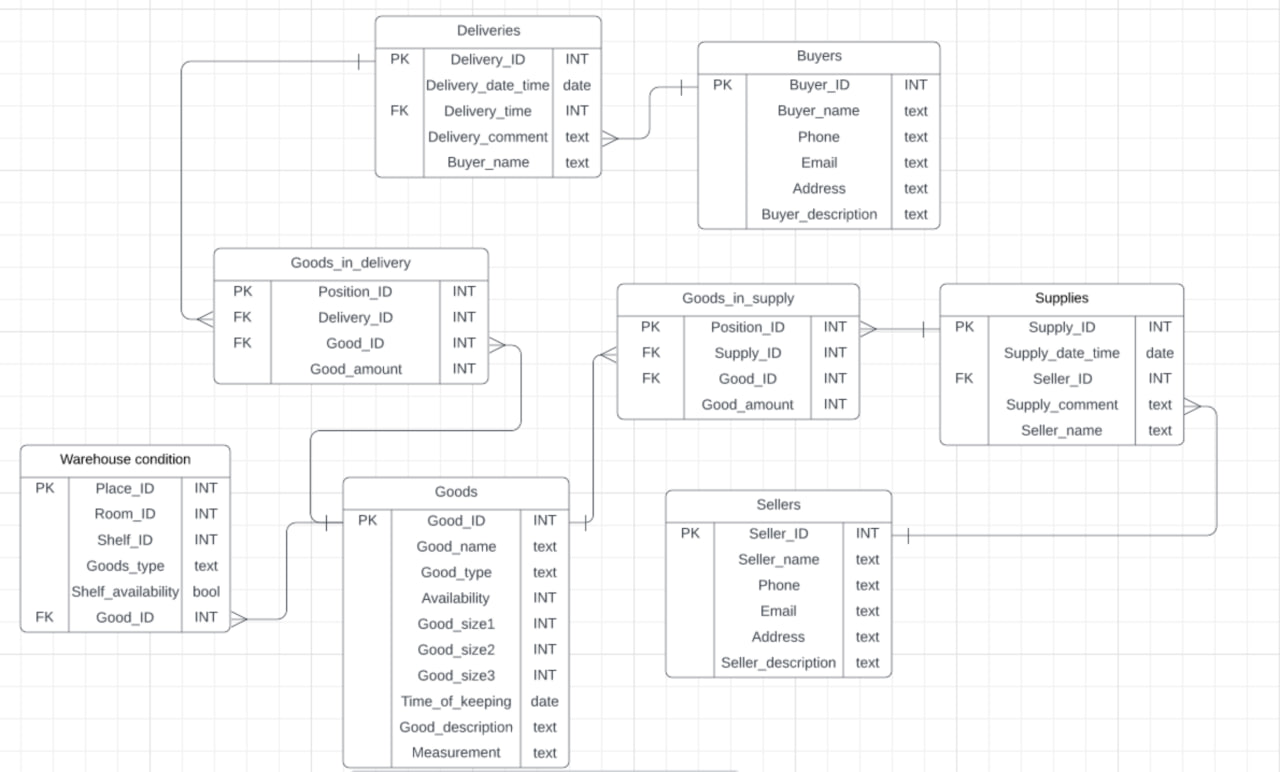 Deliveries
PK Delivery_ID INT
Delivery_date_time date
FK Delivery_time INT
Delivery_comment text
Buyer_name text
Buyers
PK Buyer_ID INT
Buyer_name text
Phone text
Email text
Address text
Buyer_description text
Goods_in_delivery
PK Position_ID INT
FK Delivery_ID INT
FK Good_ID INT
Good_amount INT
Goods_in_supply
PK Position_ID INT
FK Supply_ID INT
FK Good_ID INT
Good_amount INT
Supplies
PK Supply_ID INT
Supply_date_time date
FK Seller_ID INT
Supply_comment text
Seller_name text
Warehouse condition
PK Place_ID INT
Room_ID INT
Shelf_ID INT
Goods_type text
Shelf_availability bool
FK Good_ID INT
Goods
PK Good_ID INT
Good_name text
Good_type text
Availability INT
Good_size1 INT
Good_size2 INT
Good_size3 INT
Time_of_keeping date
Good_description text
Measurement text
Sellers
PK Seller_ID INT
Seller_name text
Phone text
Email text
Address text
Seller_description text